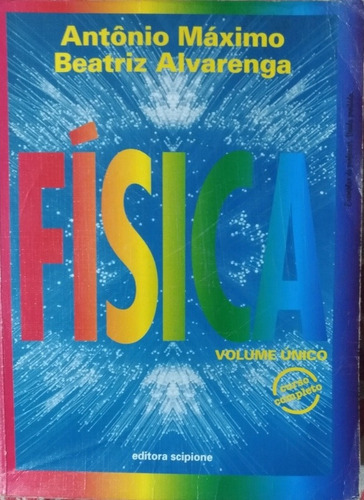 Antônio Máximo
Beatriz Alvarenga
FÍSICA
VOLUME ÚNICO
curso
completo
editora scipione